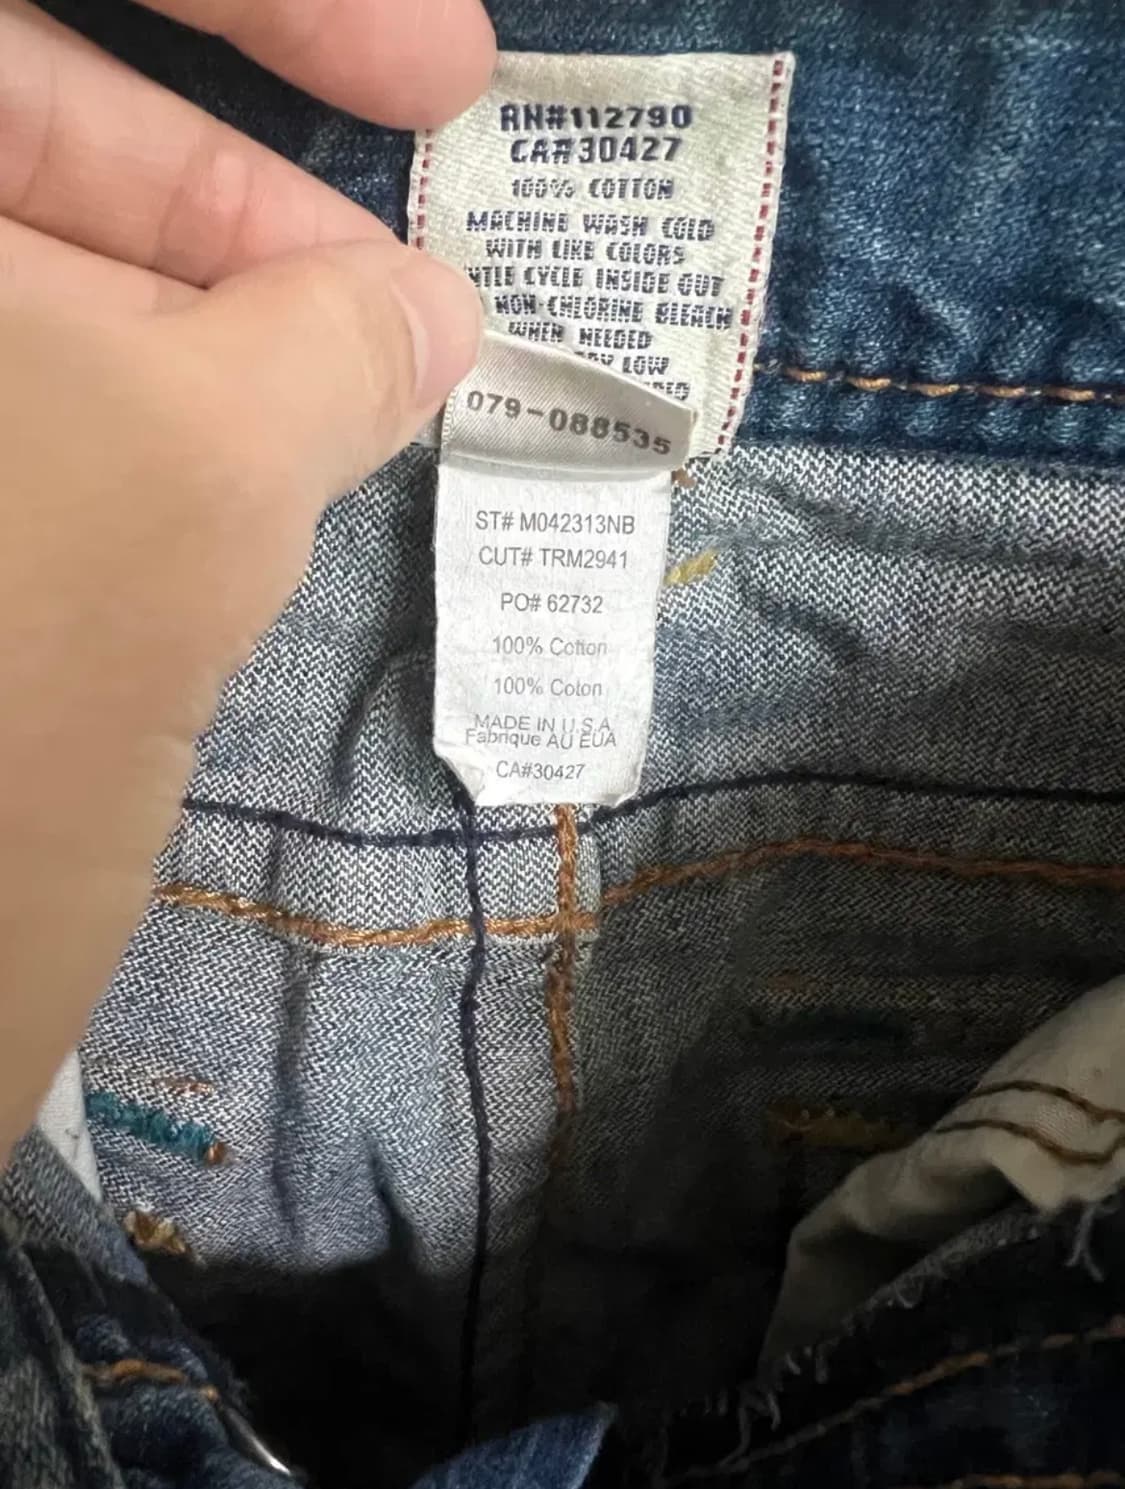 RN#112790
CA#30427
100% COTTON
MACHINE WASH COLD
WITH LIKE COLORS
NTLE CYCLE INSIDE OUT
NON-CHLORINE BLEACH
WHEN NEEDED
LOW
079-088535
ST# M042313NB
CUT# TRM2941
PO# 62732
100% Cotton
100% Coton
MADE IN U.S.A.
Fabrique AU EUA
CA#30427